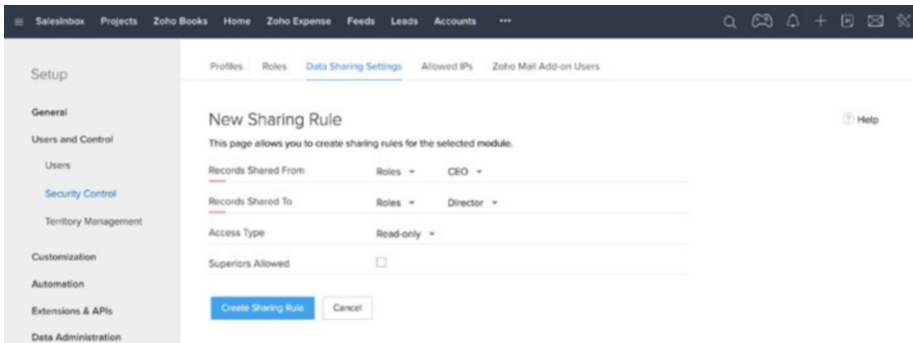 SalesInbox Projects Zoho Books Home Zoho Expense Feeds Leads Accounts •••
Profiles Roles Data Sharing Settings Allowed IPs Zoho Mail Add-on Users
Setup
General
Users and Control
Users
Security Control
Territory Management
Customization
Automation
Extensions & APIs
Data Administration
New Sharing Rule
Help
This page allows you to create sharing rules for the selected module.
Records Shared From Roles CEO
Records Shared To Roles Director
Access Type Read-only
Superiors Allowed
Create Sharing Rule Cancel